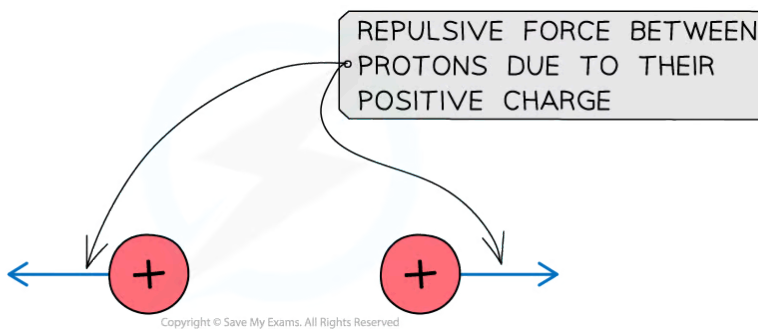 REPULSIVE FORCE BETWEEN
PROTONS DUE TO THEIR
POSITIVE CHARGE
+
+
Copyright © Save My Exams. All Rights Reserved